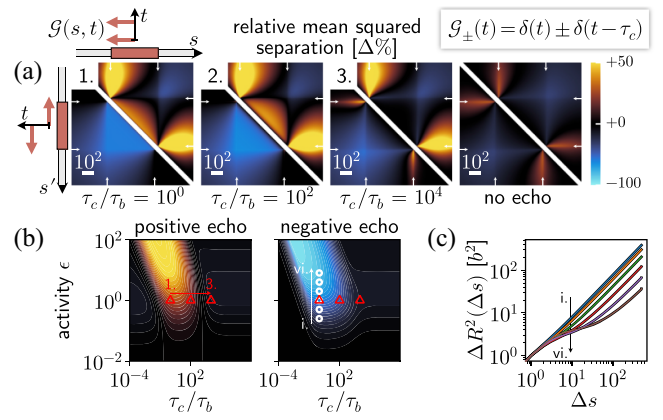 𝒢(s, t)
t
s
relative mean squared
separation [Δ%]
𝒢±(t) = δ(t) ± δ(t−τc)
(a)
1.
2.
3.
+50
+0
−100
t
s′
10²
10²
10²
10²
τc/τb = 10⁰
τc/τb = 10²
τc/τb = 10⁴
no echo
(b)
positive echo
negative echo
(c)
activity ϵ
10²
10⁰
10⁻²
1.
3.
vi.
i.
10⁻⁴
10²
10⁻⁴
10²
τc/τb
τc/τb
ΔR²(Δs) [b²]
10²
10¹
10⁰
i.
vi.
10⁰
10¹
10²
Δs